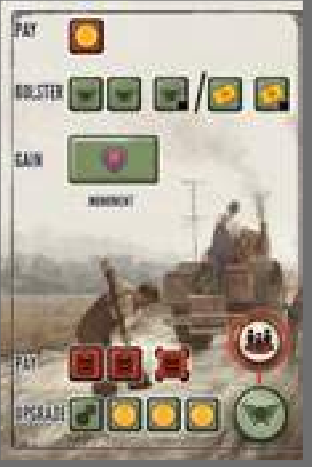 PAY
BOLSTER
/
GAIN
MONUMENT
PAY
UPGRADE